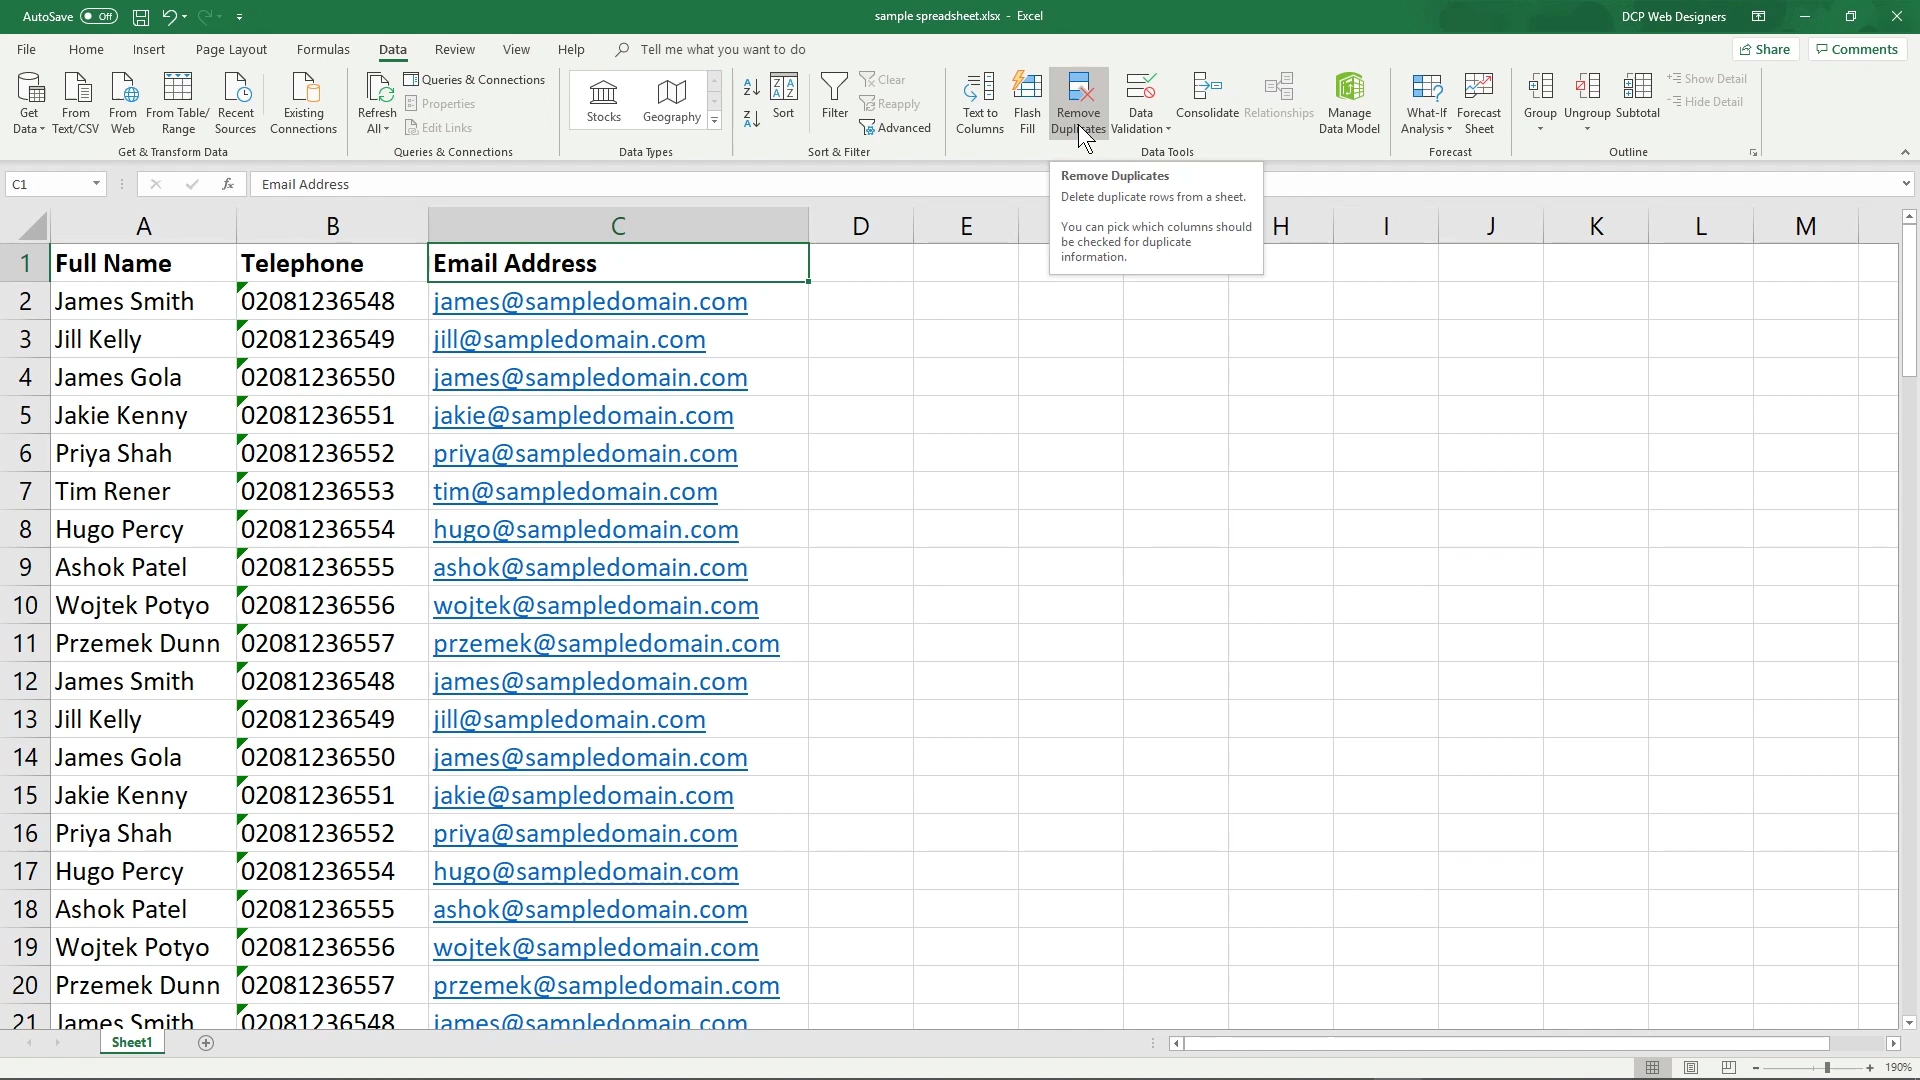 AutoSave Off
sample spreadsheet.xlsx - Excel
DCP Web Designers
File Home Insert Page Layout Formulas Data Review View Help Tell me what you want to do
Share Comments
Get Data
From Text/CSV
From Web
From Table/ Range
Recent Sources
Existing Connections
Get & Transform Data
Refresh All
Queries & Connections
Properties
Edit Links
Queries & Connections
Stocks
Geography
Data Types
Sort
Filter
Clear
Reapply
Advanced
Sort & Filter
Text to Columns
Flash Fill
Remove Duplicates
Data Validation
Consolidate
Relationships
Manage Data Model
Data Tools
What-If Analysis
Forecast Sheet
Forecast
Group
Ungroup
Subtotal
Show Detail
Hide Detail
Outline
C1 fx Email Address
Remove Duplicates
Delete duplicate rows from a sheet.
You can pick which columns should
be checked for duplicate
information.
A B C D E H I J K L M
1 Full Name Telephone Email Address
2 James Smith 02081236548 james@sampledomain.com
3 Jill Kelly 02081236549 jill@sampledomain.com
4 James Gola 02081236550 james@sampledomain.com
5 Jakie Kenny 02081236551 jakie@sampledomain.com
6 Priya Shah 02081236552 priya@sampledomain.com
7 Tim Rener 02081236553 tim@sampledomain.com
8 Hugo Percy 02081236554 hugo@sampledomain.com
9 Ashok Patel 02081236555 ashok@sampledomain.com
10 Wojtek Potyo 02081236556 wojtek@sampledomain.com
11 Przemek Dunn 02081236557 przemek@sampledomain.com
12 James Smith 02081236548 james@sampledomain.com
13 Jill Kelly 02081236549 jill@sampledomain.com
14 James Gola 02081236550 james@sampledomain.com
15 Jakie Kenny 02081236551 jakie@sampledomain.com
16 Priya Shah 02081236552 priya@sampledomain.com
17 Hugo Percy 02081236554 hugo@sampledomain.com
18 Ashok Patel 02081236555 ashok@sampledomain.com
19 Wojtek Potyo 02081236556 wojtek@sampledomain.com
20 Przemek Dunn 02081236557 przemek@sampledomain.com
21 James Smith 02081236548 james@sampledomain.com
Sheet1
190%